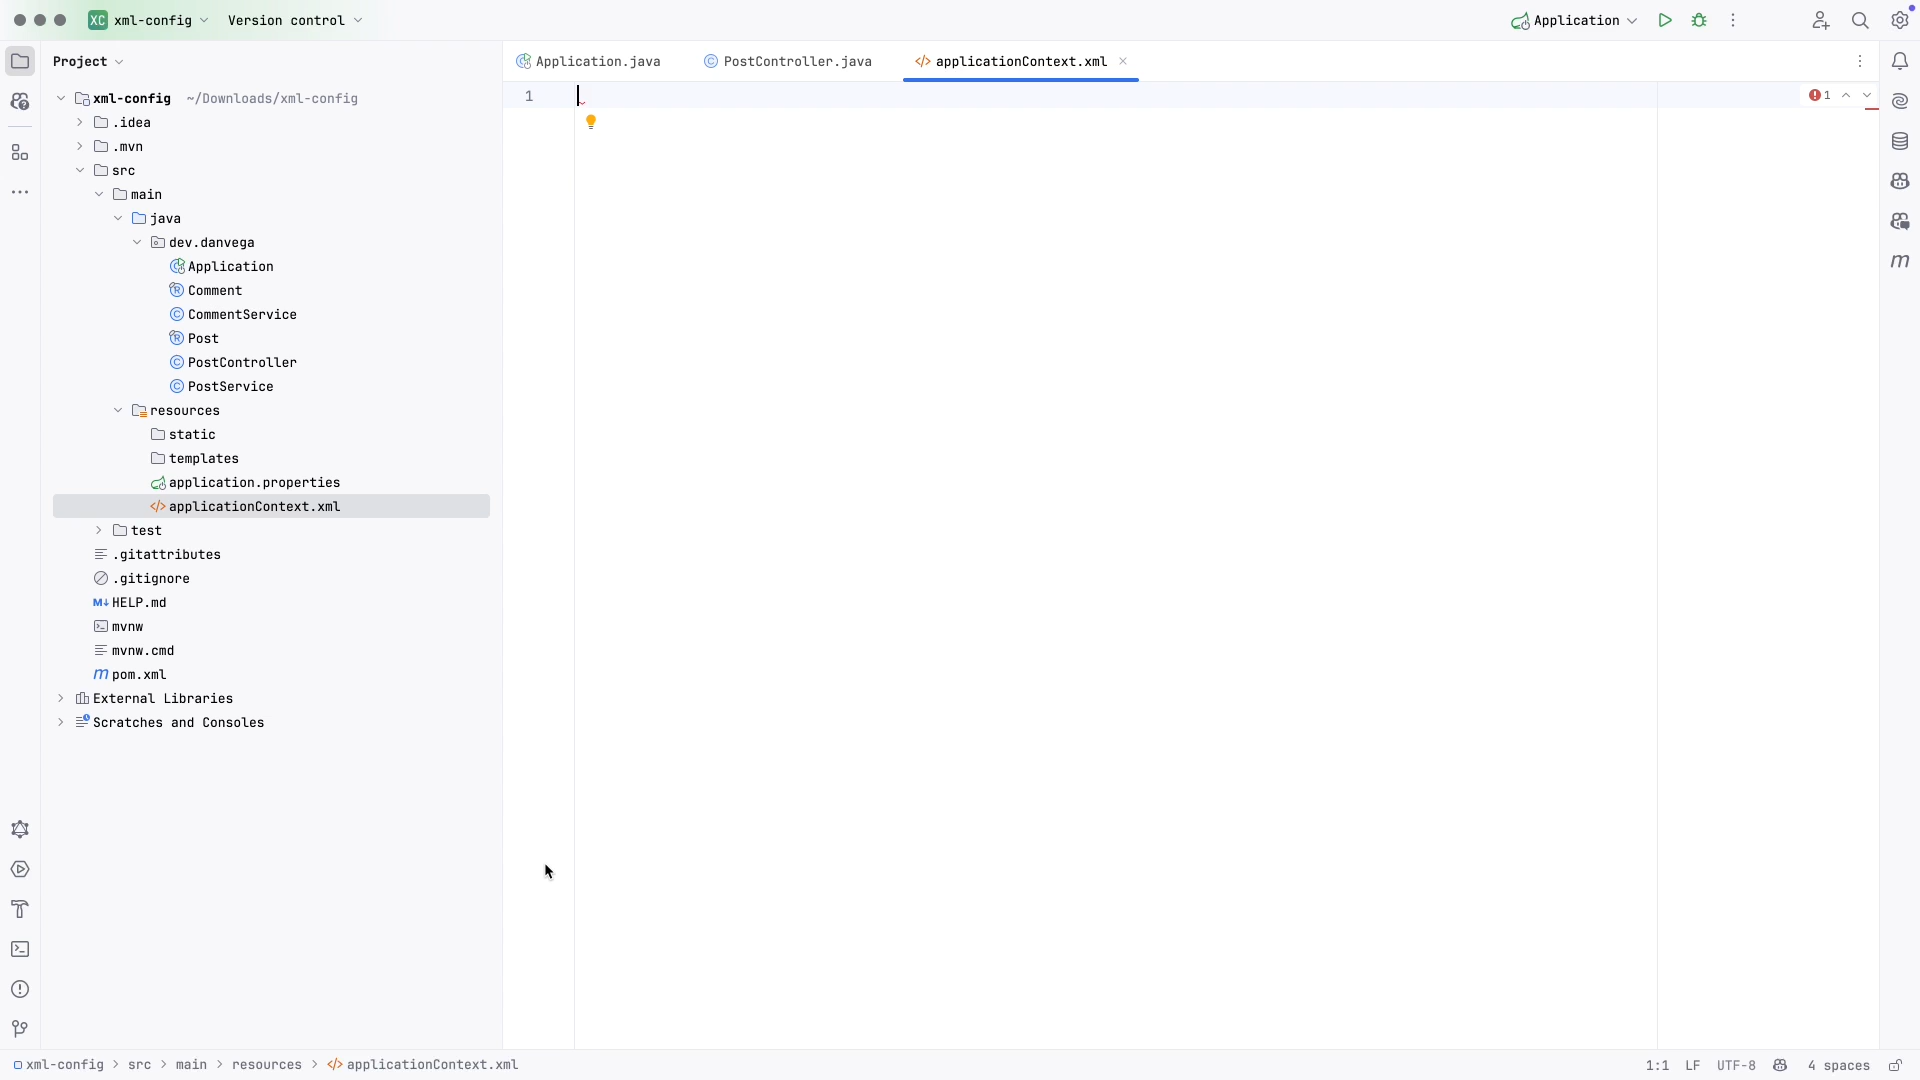 XC xml-config Version control Application
Project
Application.java PostController.java applicationContext.xml
1
1
xml-config ~/Downloads/xml-config
.idea
.mvn
src
main
java
dev.danvega
Application
Comment
CommentService
Post
PostController
PostService
resources
static
templates
application.properties
applicationContext.xml
test
.gitattributes
.gitignore
M↓ HELP.md
mvnw
mvnw.cmd
m pom.xml
External Libraries
Scratches and Consoles
m
xml-config > src > main > resources > applicationContext.xml
1:1 LF UTF-8 4 spaces